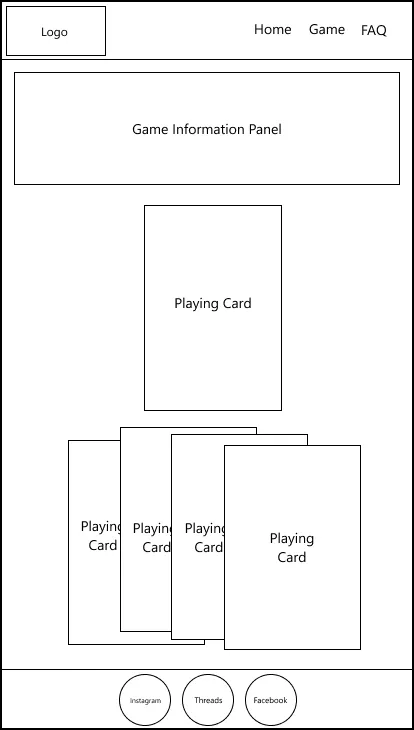 Logo
Home Game FAQ
Game Information Panel
Playing Card
Playing
Card
Playing
Card
Playing
Card
Playing
Card
Instagram
Threads
Facebook